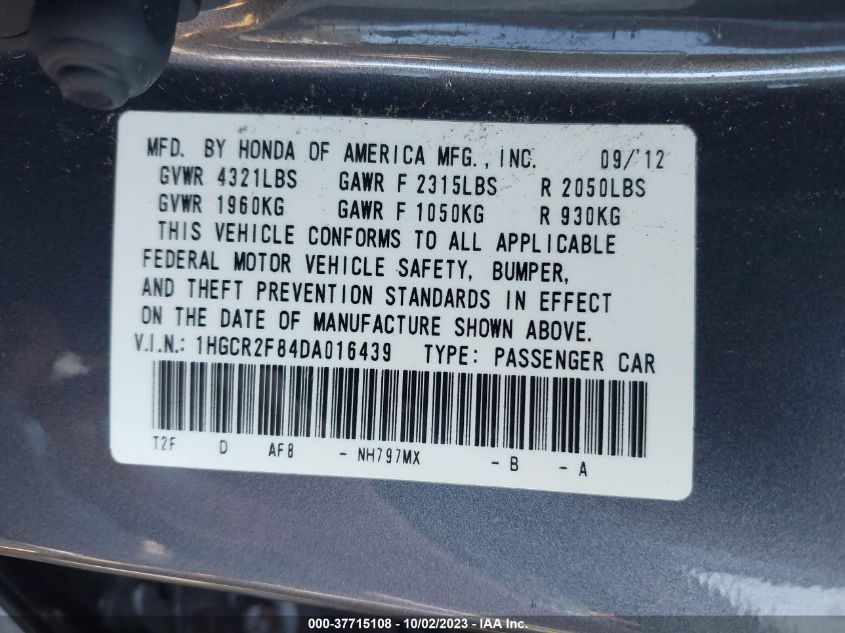 MFD. BY HONDA OF AMERICA MFG., INC. 09/'12
GVWR 4321LBS GAWR F 2315LBS R 2050LBS
GVWR 1960KG GAWR F 1050KG R 930KG
THIS VEHICLE CONFORMS TO ALL APPLICABLE
FEDERAL MOTOR VEHICLE SAFETY, BUMPER,
AND THEFT PREVENTION STANDARDS IN EFFECT
ON THE DATE OF MANUFACTURE SHOWN ABOVE.
V.I.N.: 1HGCR2F84DA016439 TYPE: PASSENGER CAR
T2F D AF8 - NH797MX - B - A
000-37715108 - 10/02/2023 - IAA Inc.